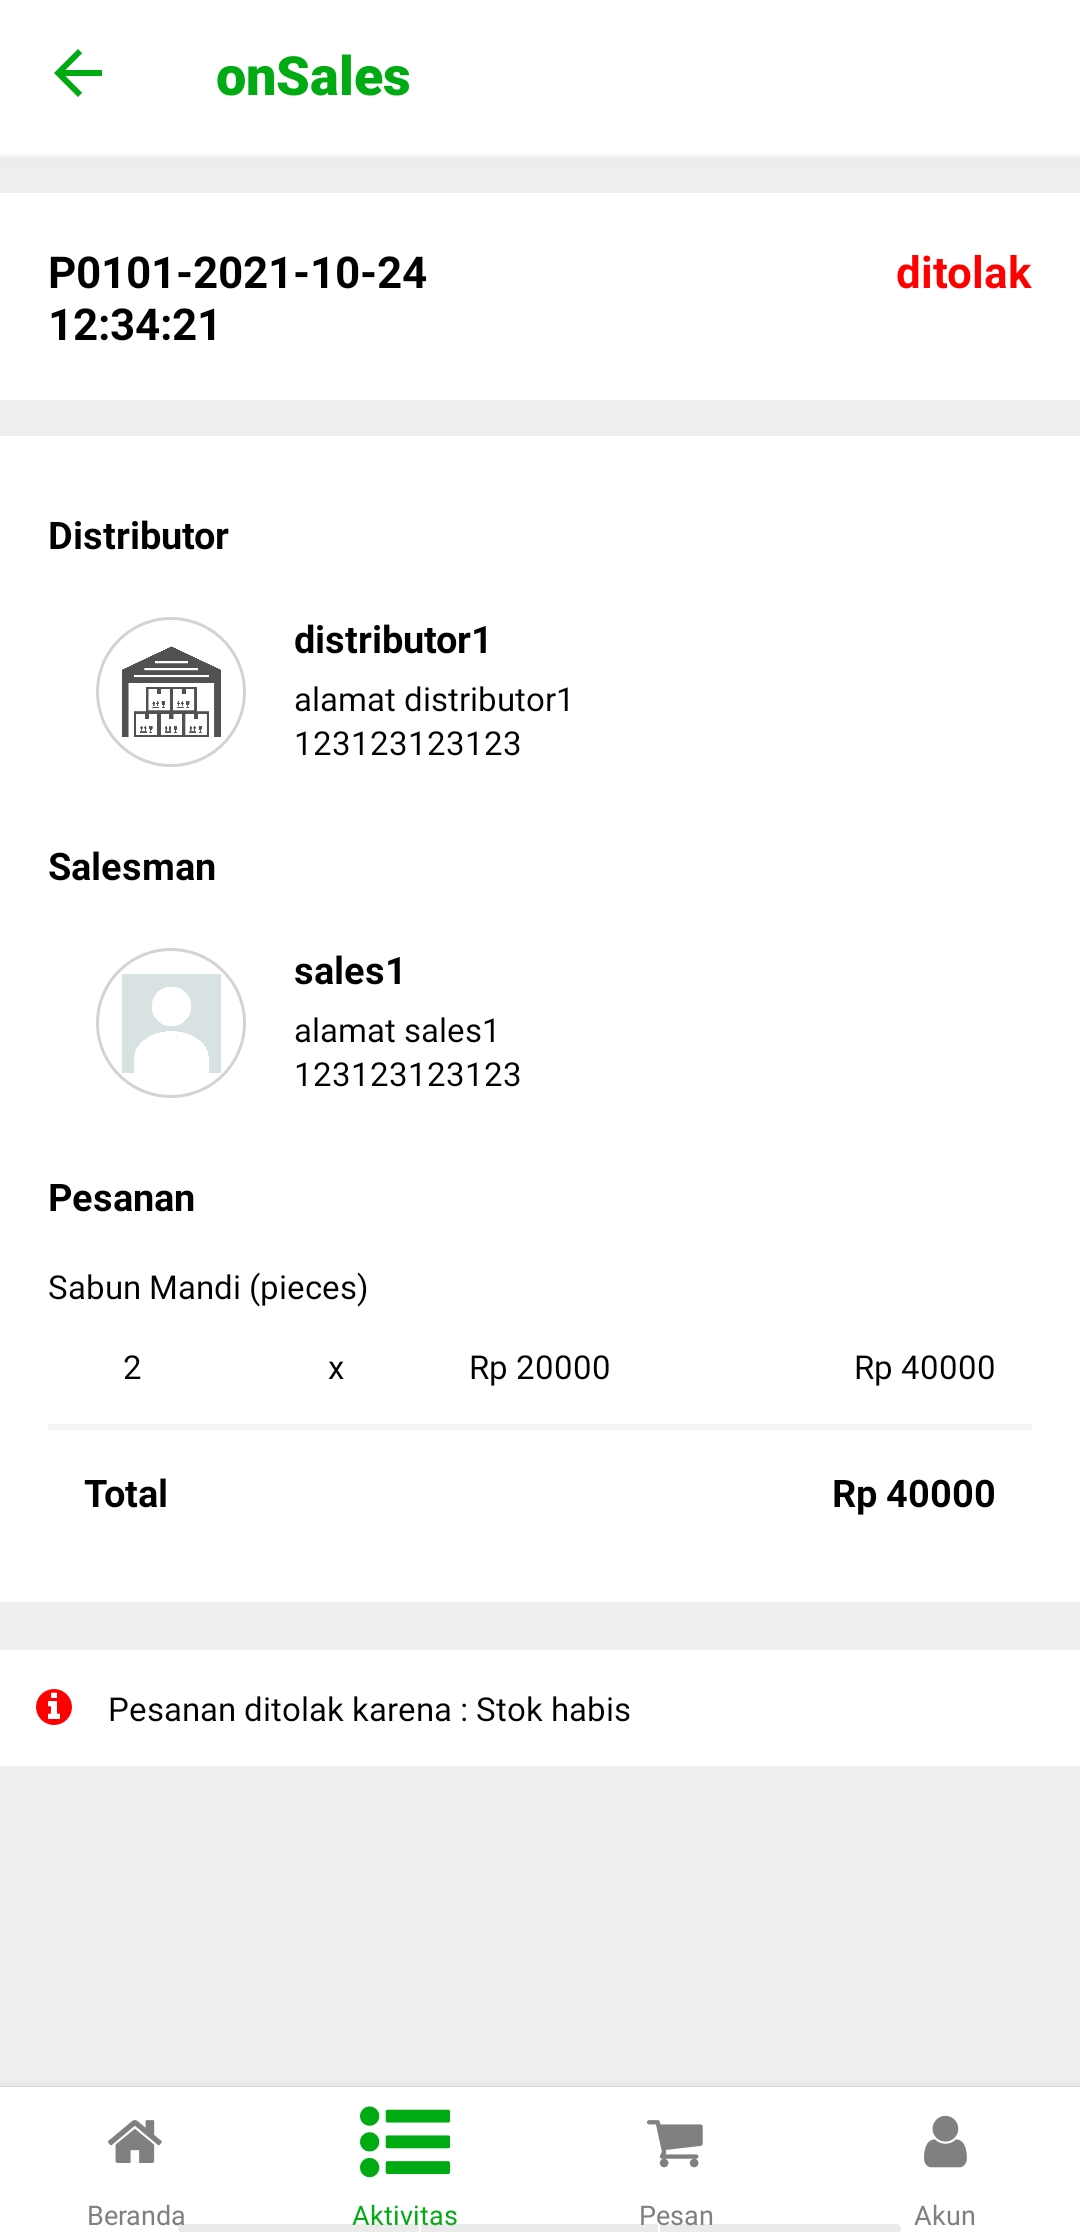 onSales
P0101-2021-10-24
12:34:21
ditolak
Distributor
distributor1
alamat distributor1
123123123123
Salesman
sales1
alamat sales1
123123123123
Pesanan
Sabun Mandi (pieces)
2 x Rp 20000 Rp 40000
Total Rp 40000
Pesanan ditolak karena : Stok habis
Beranda Aktivitas Pesan Akun